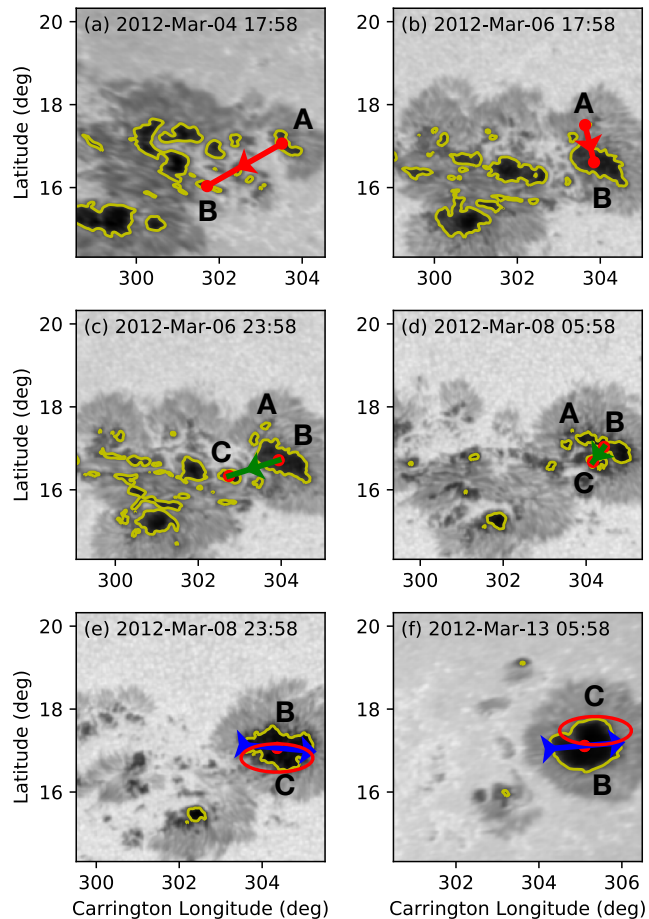 (a) 2012-Mar-04 17:58
(b) 2012-Mar-06 17:58
20
18
16
Latitude (deg)
A
B
300
302
304
20
18
16
A
B
300
302
304
(c) 2012-Mar-06 23:58
(d) 2012-Mar-08 05:58
20
18
16
Latitude (deg)
A
B
C
300
302
304
20
18
16
A
B
C
300
302
304
(e) 2012-Mar-08 23:58
(f) 2012-Mar-13 05:58
20
18
16
Latitude (deg)
B
C
300
302
304
Carrington Longitude (deg)
20
18
16
C
B
302
304
306
Carrington Longitude (deg)